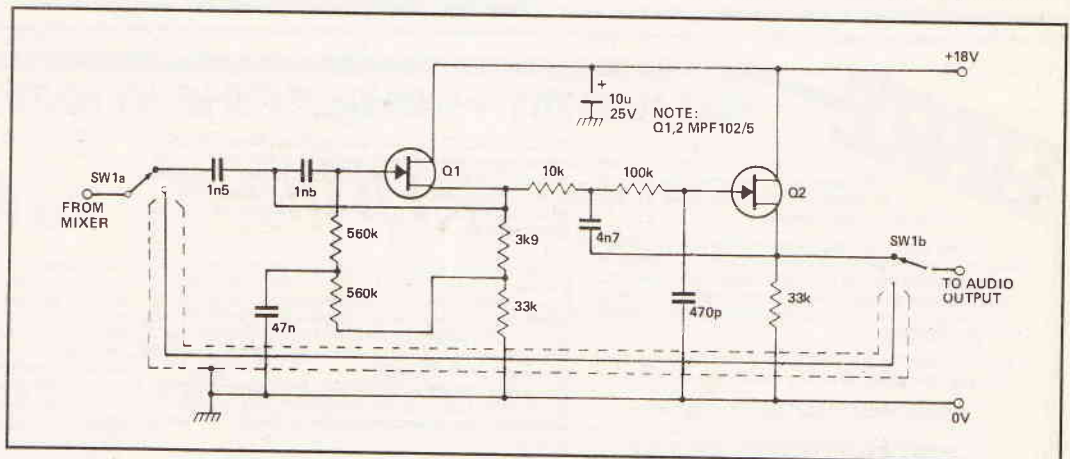 +18V
+
10u
25V
NOTE:
Q1,2 MPF102/5
SW1a
FROM
MIXER
1n5
1n5
Q1
10k
100k
Q2
560k
3k9
4n7
SW1b
TO AUDIO
OUTPUT
560k
47n
33k
470p
33k
0V